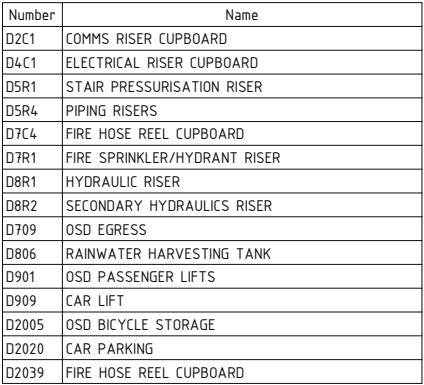 Number Name
D2C1 COMMS RISER CUPBOARD
D4C1 ELECTRICAL RISER CUPBOARD
D5R1 STAIR PRESSURISATION RISER
D5R4 PIPING RISERS
D7C4 FIRE HOSE REEL CUPBOARD
D7R1 FIRE SPRINKLER/HYDRANT RISER
D8R1 HYDRAULIC RISER
D8R2 SECONDARY HYDRAULICS RISER
D709 OSD EGRESS
D806 RAINWATER HARVESTING TANK
D901 OSD PASSENGER LIFTS
D909 CAR LIFT
D2005 OSD BICYCLE STORAGE
D2020 CAR PARKING
D2039 FIRE HOSE REEL CUPBOARD